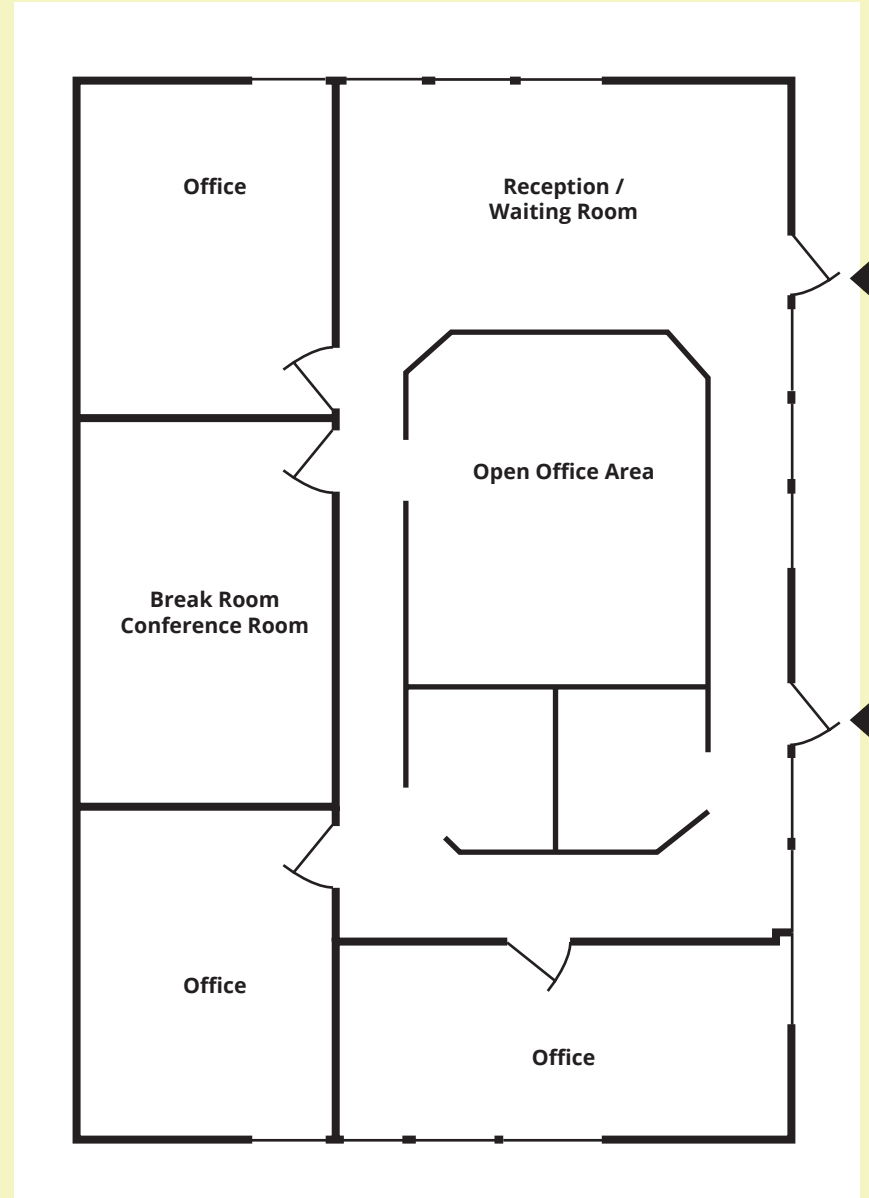 Office
Reception /
Waiting Room
Open Office Area
Break Room
Conference Room
Office
Office